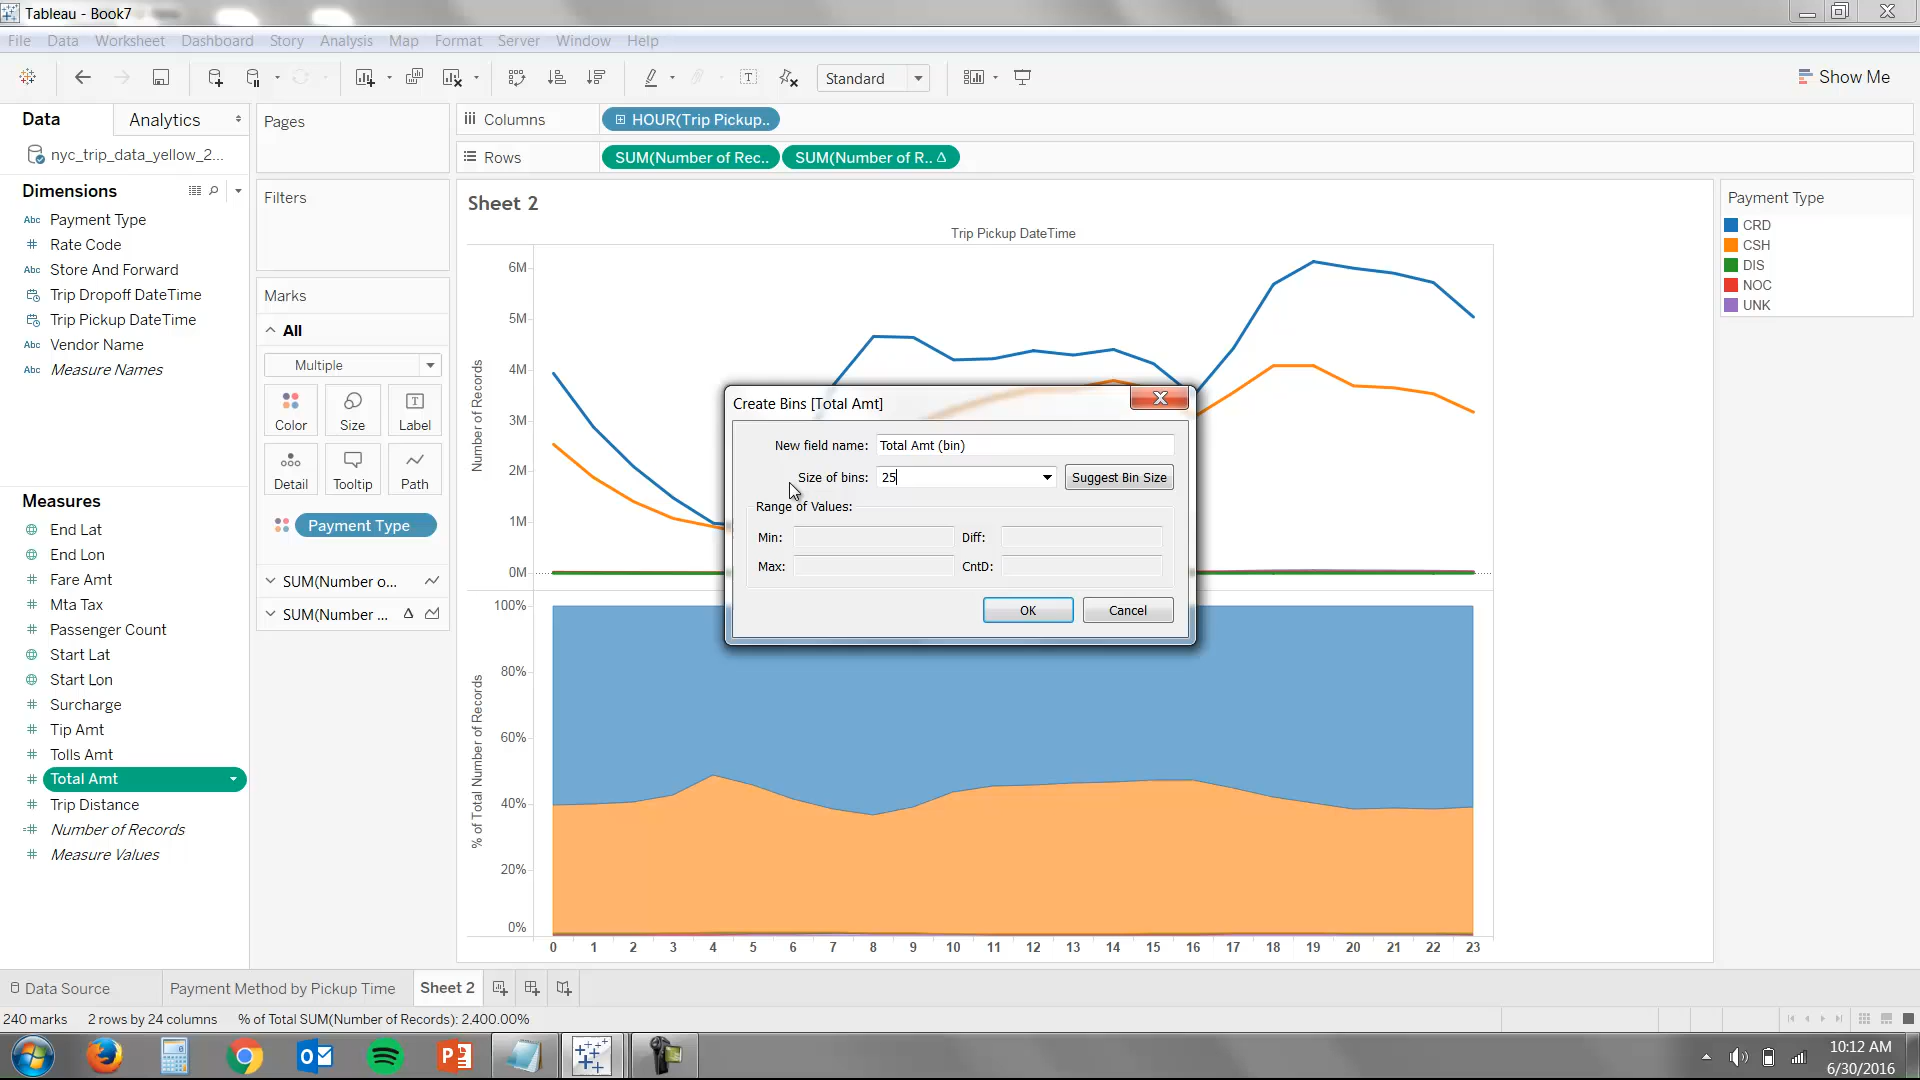 Tableau - Book7
File Data Worksheet Dashboard Story Analysis Map Format Server Window Help
Standard
Show Me
Data
Analytics
nyc_trip_data_yellow_2...
Dimensions
Abc Payment Type
# Rate Code
Abc Store And Forward
Trip Dropoff DateTime
Trip Pickup DateTime
Abc Vendor Name
Abc Measure Names
Measures
End Lat
End Lon
# Fare Amt
# Mta Tax
# Passenger Count
Start Lat
Start Lon
# Surcharge
# Tip Amt
# Tolls Amt
# Total Amt
# Trip Distance
=# Number of Records
# Measure Values
Pages
Filters
Marks
All
Multiple
Color Size Label
Detail Tooltip Path
Payment Type
SUM(Number o...
SUM(Number ... Δ
Columns
HOUR(Trip Pickup..
Rows
SUM(Number of Rec..
SUM(Number of R.. Δ
Sheet 2
Trip Pickup DateTime
Number of Records
6M
5M
4M
3M
2M
1M
0M
% of Total Number of Records
100%
80%
60%
40%
20%
0%
0 1 2 3 4 5 6 7 8 9 10 11 12 13 14 15 16 17 18 19 20 21 22 23
Create Bins [Total Amt]
New field name: Total Amt (bin)
Size of bins: 25
Suggest Bin Size
Range of Values:
Min:
Diff:
Max:
CntD:
OK
Cancel
Payment Type
CRD
CSH
DIS
NOC
UNK
Data Source
Payment Method by Pickup Time
Sheet 2
240 marks
2 rows by 24 columns
% of Total SUM(Number of Records): 2,400.00%
10:12 AM
6/30/2016